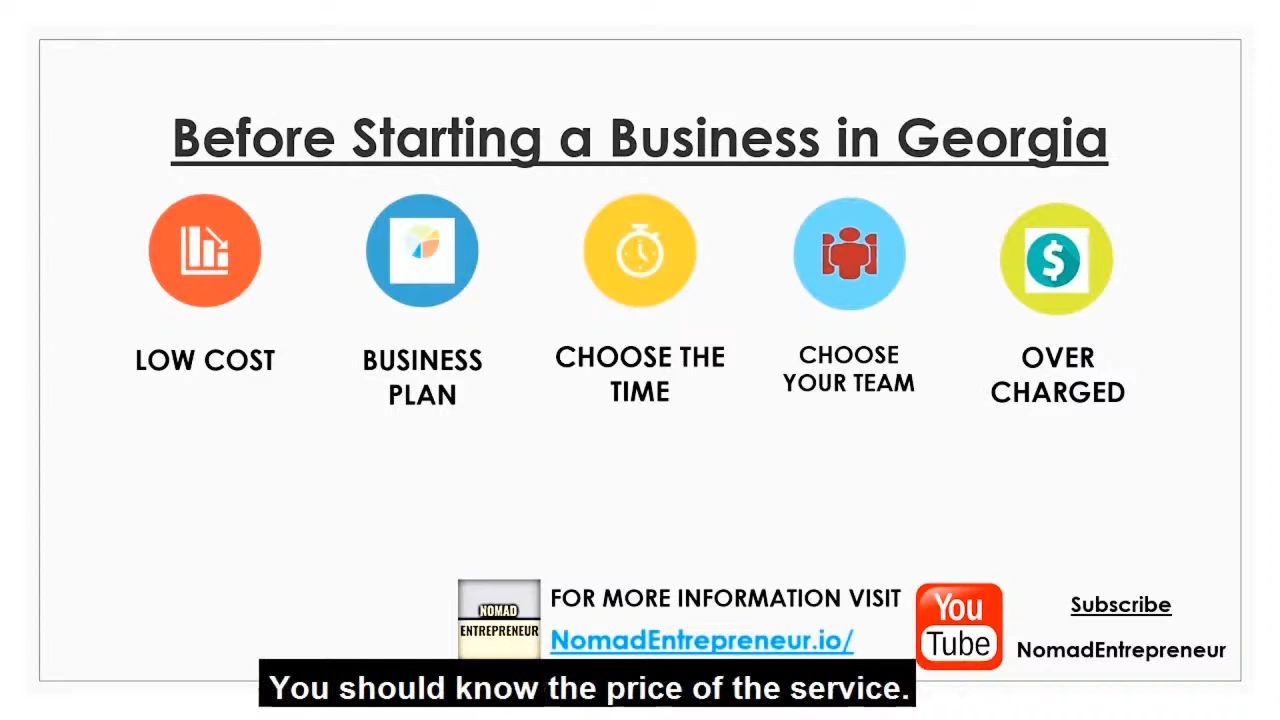 Before Starting a Business in Georgia
LOW COST
BUSINESS
PLAN
CHOOSE THE
TIME
CHOOSE
YOUR TEAM
$
OVER
CHARGED
NOMAD
ENTREPRENEUR
FOR MORE INFORMATION VISIT
NomadEntrepreneur.io/
You
Tube
Subscribe
NomadEntrepreneur
You should know the price of the service.